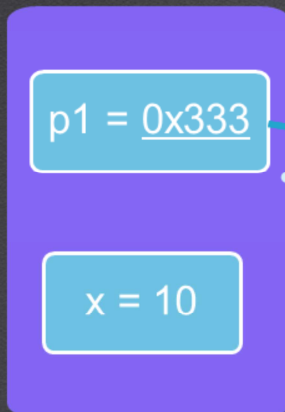 p1 = 0x333
x = 10